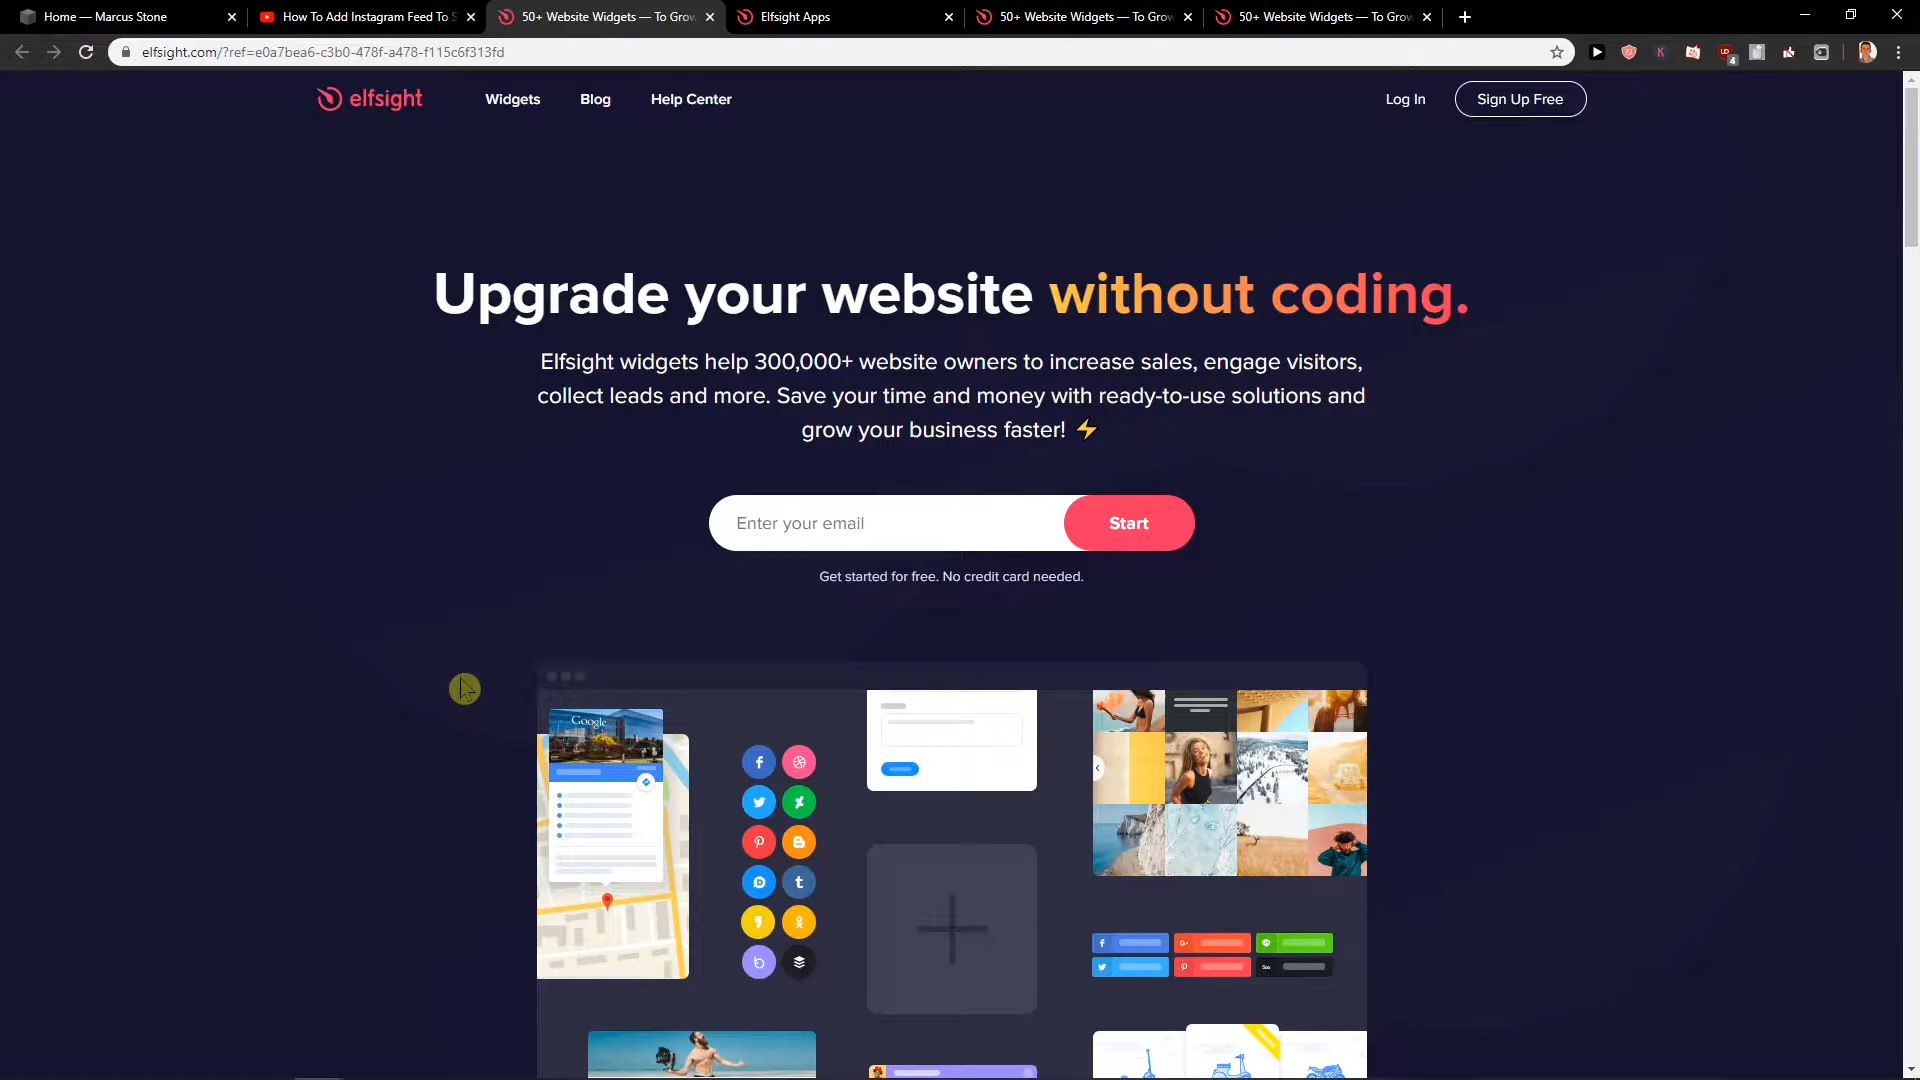 Home — Marcus Stone
How To Add Instagram Feed To S
50+ Website Widgets — To Grow
Elfsight Apps
50+ Website Widgets — To Grow
50+ Website Widgets — To Grow
elfsight.com/?ref=e0a7bea6-c3b0-478f-a478-f115c6f313fd
4
elfsight
Widgets
Blog
Help Center
Log In
Sign Up Free
Upgrade your website without coding.
Elfsight widgets help 300,000+ website owners to increase sales, engage visitors,
collect leads and more. Save your time and money with ready-to-use solutions and
grow your business faster! ⚡
Enter your email
Start
Get started for free. No credit card needed.
Google